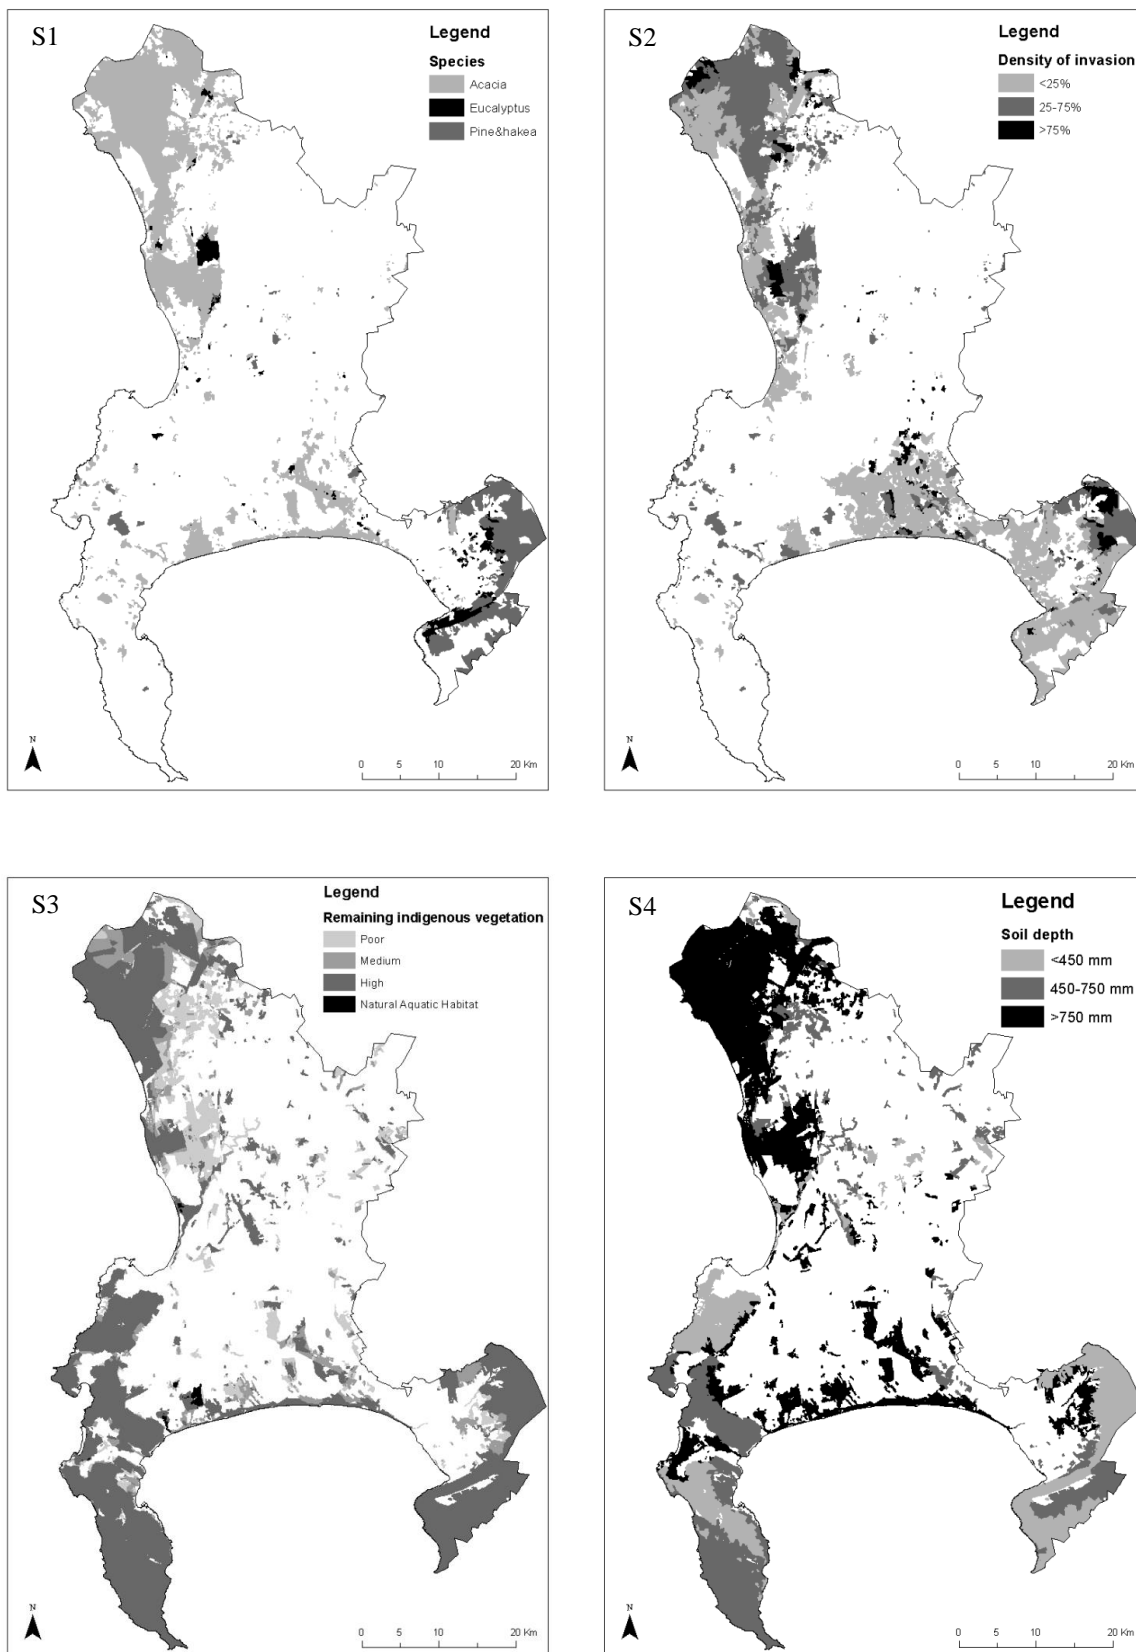 S1
Legend
Species
Acacia
Eucalyptus
Pine&hakea
N
0 5 10 20 Km
S2
Legend
Density of invasion
<25%
25-75%
>75%
N
0 5 10 20 Km
S3
Legend
Remaining indigenous vegetation
Poor
Medium
High
Natural Aquatic Habitat
N
0 5 10 20 Km
S4
Legend
Soil depth
<450 mm
450-750 mm
>750 mm
N
0 5 10 20 Km